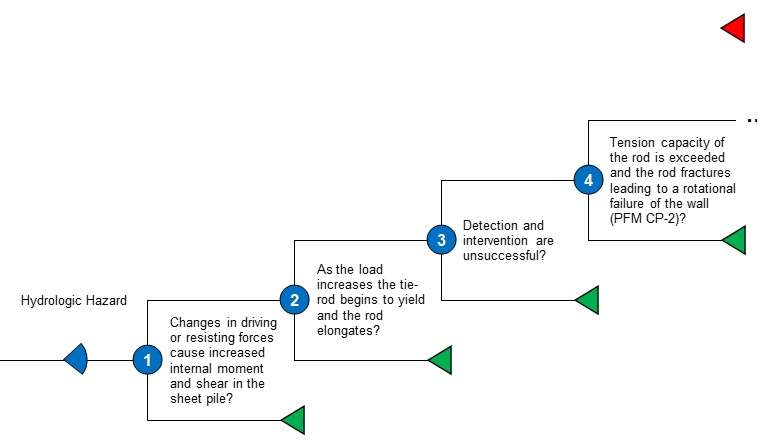 4
Tension capacity of
the rod is exceeded
and the rod fractures
leading to a rotational
failure of the wall
(PFM CP-2)?
3
Detection and
intervention are
unsuccessful?
2
As the load
increases the tie-
rod begins to yield
and the rod
elongates?
Hydrologic Hazard
1
Changes in driving
or resisting forces
cause increased
internal moment
and shear in the
sheet pile?